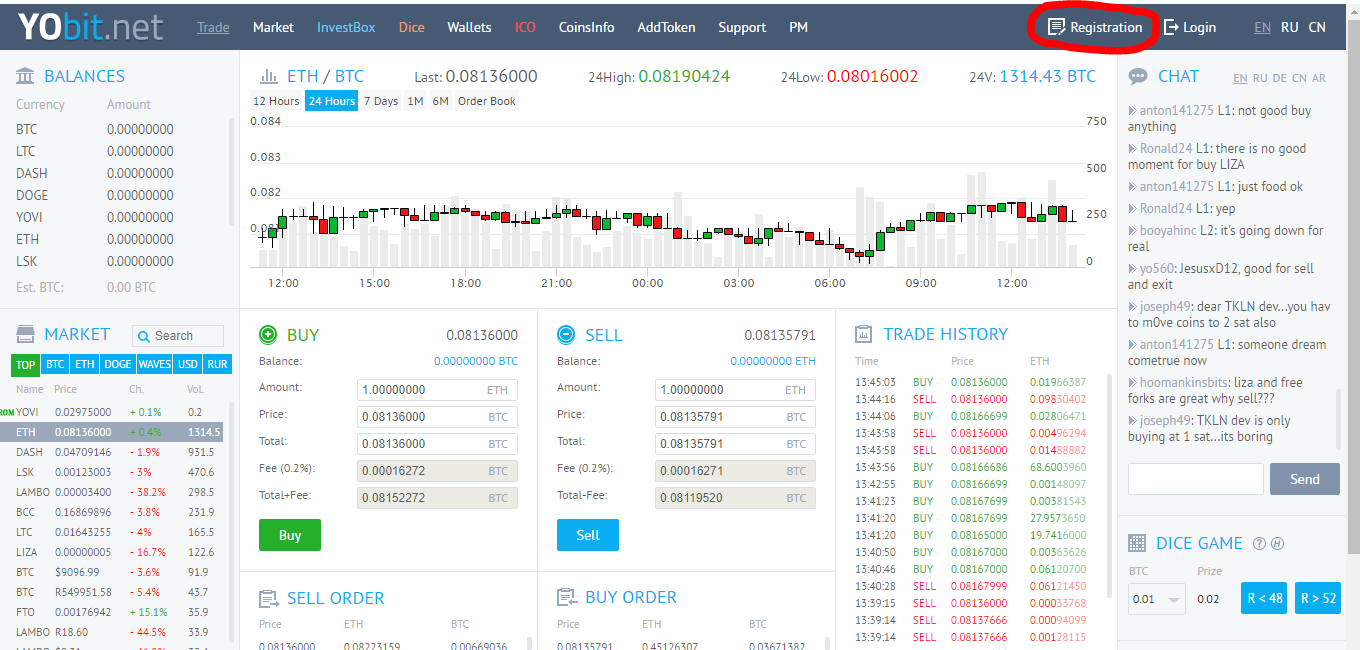 YObit.net Trade Market InvestBox Dice Wallets ICO CoinsInfo AddToken Support PM Registration Login EN RU CN
BALANCES
Currency Amount
BTC 0.00000000
LTC 0.00000000
DASH 0.00000000
DOGE 0.00000000
YOVI 0.00000000
ETH 0.00000000
LSK 0.00000000
Est. BTC: 0.00 BTC
MARKET Search
TOP BTC ETH DOGE WAVES USD RUR
Name Price Ch. Vol.
YOVI 0.02975000 + 0.1% 0.2
ETH 0.08136000 + 0.4% 1314.5
DASH 0.04709146 - 1.9% 931.5
LSK 0.00123003 - 3% 470.6
LAMBO 0.00003400 - 38.2% 298.5
BCC 0.16869896 - 3.8% 231.9
LTC 0.01643255 - 4% 165.5
LIZA 0.00000005 - 16.7% 122.6
BTC $9096.99 - 3.6% 91.9
BTC R549951.58 - 5.4% 43.7
FTO 0.00176942 + 15.1% 35.9
LAMBO R18.60 - 44.5% 33.9
ETH / BTC Last: 0.08136000 24High: 0.08190424 24Low: 0.08016002 24V: 1314.43 BTC
12 Hours 24 Hours 7 Days 1M 6M Order Book
0.084 750
0.083 500
0.082 250
0
12:00 15:00 18:00 21:00 00:00 03:00 06:00 09:00 12:00
BUY 0.08136000
Balance: 0.00000000 BTC
Amount: 1.00000000 ETH
Price: 0.08136000 BTC
Total: 0.08136000 BTC
Fee (0.2%): 0.00016272 BTC
Total+Fee: 0.08152272 BTC
Buy
SELL 0.08135791
Balance: 0.00000000 ETH
Amount: 1.00000000 ETH
Price: 0.08135791 BTC
Total: 0.08135791 BTC
Fee (0.2%): 0.00016271 BTC
Total-Fee: 0.08119520 BTC
Sell
SELL ORDER
Price ETH BTC
0.08136000 0.08223159 0.00669036
BUY ORDER
Price ETH BTC
0.08135791 0.45126307 0.03671382
TRADE HISTORY
Time Price ETH
13:45:03 BUY 0.08136000 0.01966387
13:44:16 SELL 0.08136000 0.09830402
13:44:06 BUY 0.08166699 0.02806471
13:43:58 SELL 0.08136000 0.00496294
13:43:58 SELL 0.08136000 0.01488882
13:43:56 BUY 0.08166686 68.6003960
13:42:55 BUY 0.08166699 0.00148097
13:41:23 BUY 0.08167699 0.00381543
13:41:20 BUY 0.08167699 27.9573650
13:41:20 BUY 0.08165000 19.7416000
13:40:50 BUY 0.08167000 0.00363626
13:40:46 BUY 0.08167000 0.06120700
13:40:28 SELL 0.08167999 0.06121450
13:39:15 SELL 0.08136000 0.00033768
13:39:14 SELL 0.08137666 0.00094099
13:39:14 SELL 0.08137666 0.00128115
CHAT EN RU DE CN AR
anton141275 L1: not good buy
anything
Ronald24 L1: there is no good
moment for buy LIZA
anton141275 L1: just food ok
Ronald24 L1: yep
booyahinc L2: it's going down for
real
yo560: JesusxD12, good for sell
and exit
joseph49: dear TKLN dev...you hav
to m0ve coins to 2 sat also
anton141275 L1: someone dream
cometrue now
hoomankinsbits: liza and free
forks are great why sell???
joseph49: TKLN dev is only
buying at 1 sat...its boring
Send
DICE GAME ? H
BTC Prize
0.01 0.02 R < 48 R > 52